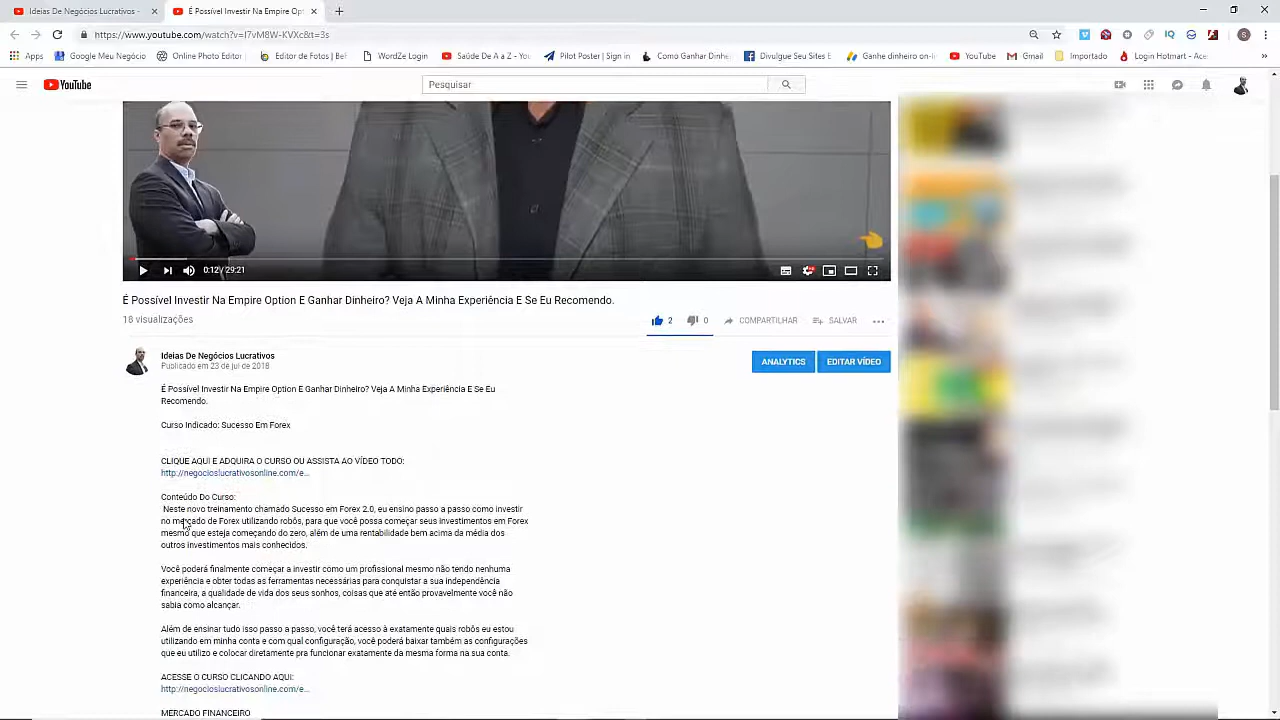 Ideias De Negócios Lucrativos -
É Possível Investir Na Empire Op
https://www.youtube.com/watch?v=I7vM8W-KVXc&t=3s
Apps
Google Meu Negócio
Online Photo Editor
Editor de Fotos | Bef
WordZe Login
Saúde De A a Z - Yo
Pilot Poster | Sign in
Como Ganhar Dinhe
Divulgue Seu Sites E
Ganhe dinheiro on-li
YouTube
Gmail
Importado
Login Hotmart - Aces
YouTube
Pesquisar
0:12 / 29:21
É Possível Investir Na Empire Option E Ganhar Dinheiro? Veja A Minha Experiência E Se Eu Recomendo.
18 visualizações
2
0
COMPARTILHAR
SALVAR
Ideias De Negócios Lucrativos
Publicado em 23 de jul de 2018
ANALYTICS
EDITAR VÍDEO
É Possível Investir Na Empire Option E Ganhar Dinheiro? Veja A Minha Experiência E Se Eu
Recomendo.
Curso Indicado: Sucesso Em Forex
CLIQUE AQUI E ADQUIRA O CURSO OU ASSISTA AO VÍDEO TODO:
http://negocioslucrativosonline.com/e...
Conteúdo Do Curso:
Neste novo treinamento chamado Sucesso em Forex 2.0, eu ensino passo a passo como investir
no mercado de Forex utilizando robôs, para que você possa começar seus investimentos em Forex
mesmo que esteja começando do zero, além de uma rentabilidade bem acima da média dos
outros investimentos mais conhecidos.
Você poderá finalmente começar a investir como um profissional mesmo não tendo nenhuma
experiência e obter todas as ferramentas necessárias para conquistar a sua independência
financeira, a qualidade de vida dos seus sonhos, coisas que até então provavelmente você não
sabia como alcançar.
Além de ensinar tudo isso passo a passo, você terá acesso à exatamente quais robôs eu estou
utilizando em minha conta e com qual configuração, você poderá baixar também as configurações
que eu utilizo e colocar diretamente pra funcionar exatamente da mesma forma na sua conta.
ACESSE O CURSO CLICANDO AQUI:
http://negocioslucrativosonline.com/e...
MERCADO FINANCEIRO